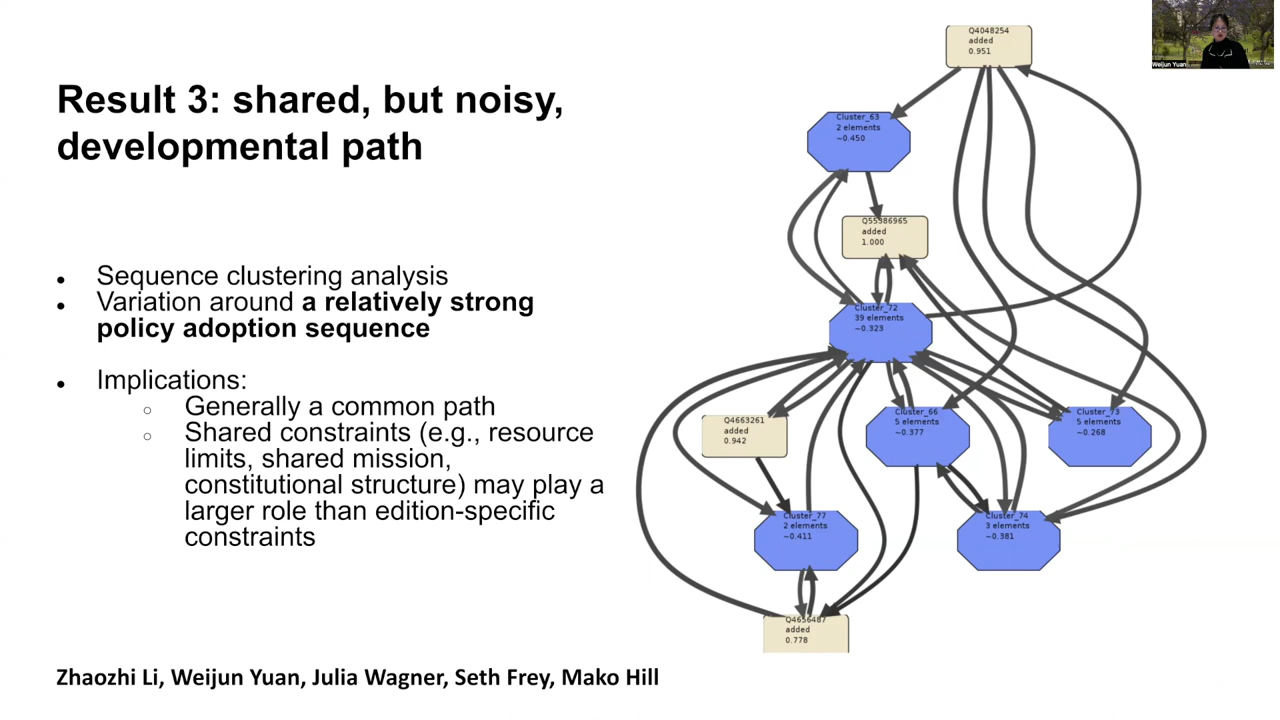 Result 3: shared, but noisy,
developmental path
Sequence clustering analysis
Variation around a relatively strong
policy adoption sequence
Implications:
Generally a common path
Shared constraints (e.g., resource
limits, shared mission,
constitutional structure) may play a
larger role than edition-specific
constraints
Zhaozhi Li, Weijun Yuan, Julia Wagner, Seth Frey, Mako Hill
Q4048254
added
0.951
Cluster_63
2 elements
~0.450
Q55386965
added
1.000
Cluster_72
39 elements
~0.323
Q4663261
added
0.942
Cluster_66
5 elements
~0.377
Cluster_73
5 elements
~0.268
Cluster_77
2 elements
~0.411
Cluster_74
3 elements
~0.381
Q4656487
added
0.778
Weijun Yuan